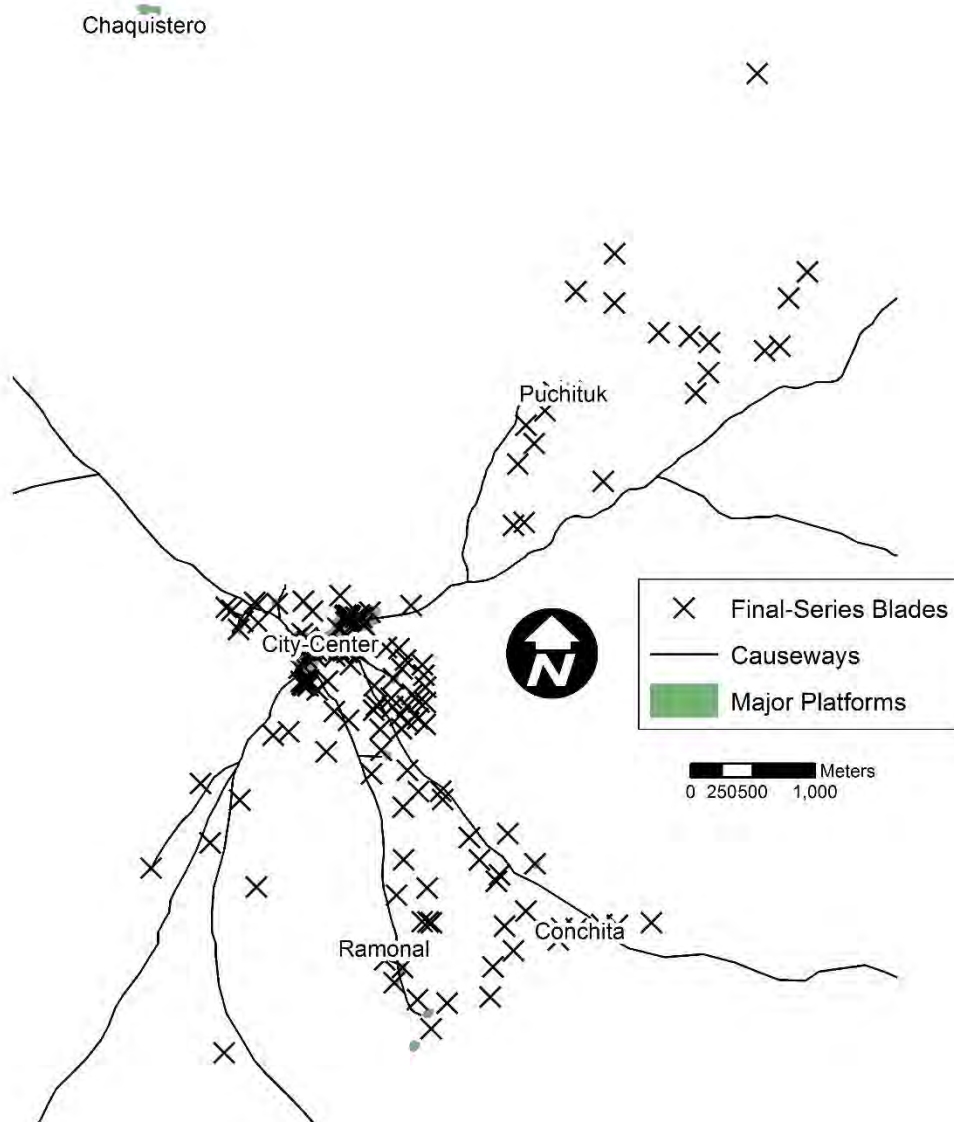 Chaquistero
Puchituk
City-Center
N
Final-Series Blades
Causeways
Major Platforms
Meters
0 250500 1,000
Ramonal
Conchita